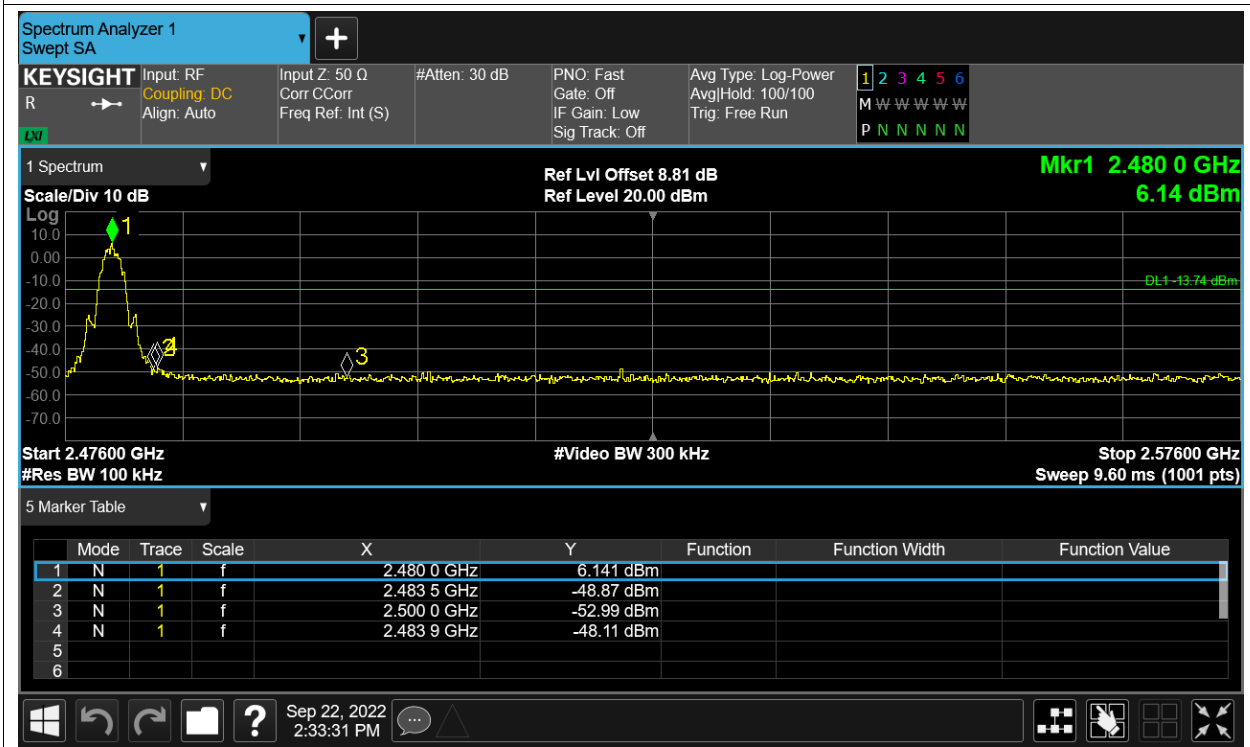 Spectrum Analyzer 1
Swept SA
+
KEYSIGHT Input: RF Input Z: 50 Ω #Atten: 30 dB PNO: Fast Avg Type: Log-Power 1 2 3 4 5 6
R Coupling: DC Corr CCorr Gate: Off Avg|Hold: 100/100 M W W W W W
Align: Auto Freq Ref: Int (S) IF Gain: Low Trig: Free Run
LXI Sig Track: Off P N N N N N
1 Spectrum Ref Lvl Offset 8.81 dB Mkr1 2.480 0 GHz
Scale/Div 10 dB Ref Level 20.00 dBm 6.14 dBm
Log
1
10.0
0.00
-10.0 DL1 -13.74 dBm
-20.0
-30.0
-40.0 2 4 3
-50.0
-60.0
-70.0
Start 2.47600 GHz #Video BW 300 kHz Stop 2.57600 GHz
#Res BW 100 kHz Sweep 9.60 ms (1001 pts)
5 Marker Table
Mode Trace Scale X Y Function Function Width Function Value
1 N 1 f 2.480 0 GHz 6.141 dBm
2 N 1 f 2.483 5 GHz -48.87 dBm
3 N 1 f 2.500 0 GHz -52.99 dBm
4 N 1 f 2.483 9 GHz -48.11 dBm
5
6
? Sep 22, 2022
2:33:31 PM